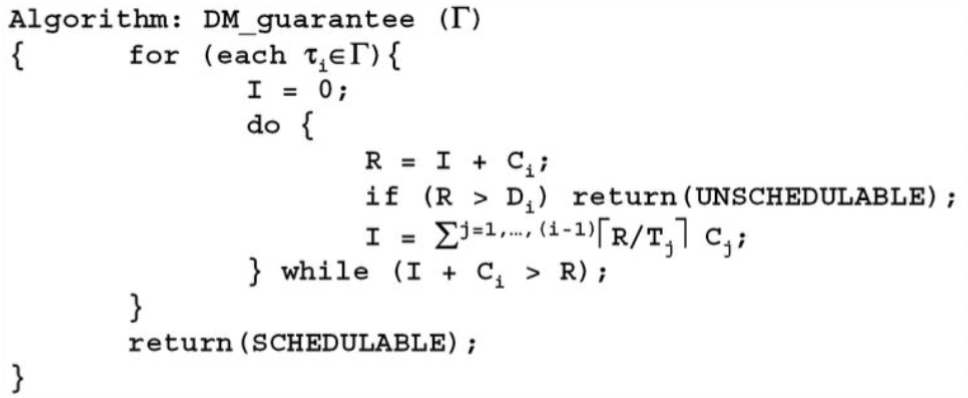 Algorithm: DM_guarantee (Γ)
{ for (each τᵢ∈Γ){
I = 0;
do {
R = I + Cᵢ;
if (R > Dᵢ) return(UNSCHEDULABLE);
I = ∑ʲ⁼¹,…,⁽ⁱ⁻¹⁾⌈R/Tⱼ⌉ Cⱼ;
} while (I + Cᵢ > R);
}
return(SCHEDULABLE);
}